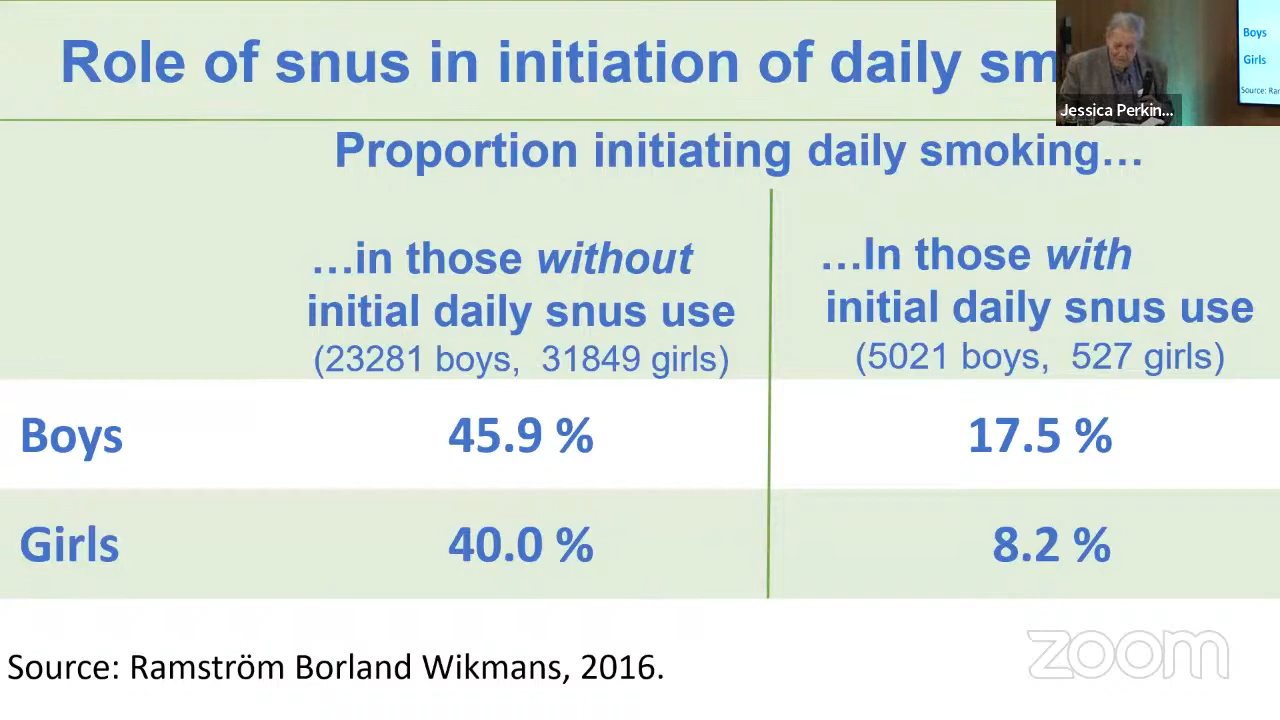 Role of snus in initiation of daily sm
Boys
Girls
Source: Ra
Jessica Perkin...
Proportion initiating daily smoking…
…in those without
initial daily snus use
(23281 boys, 31849 girls)
…In those with
initial daily snus use
(5021 boys, 527 girls)
Boys 45.9 % 17.5 %
Girls 40.0 % 8.2 %
Source: Ramström Borland Wikmans, 2016.
zoom